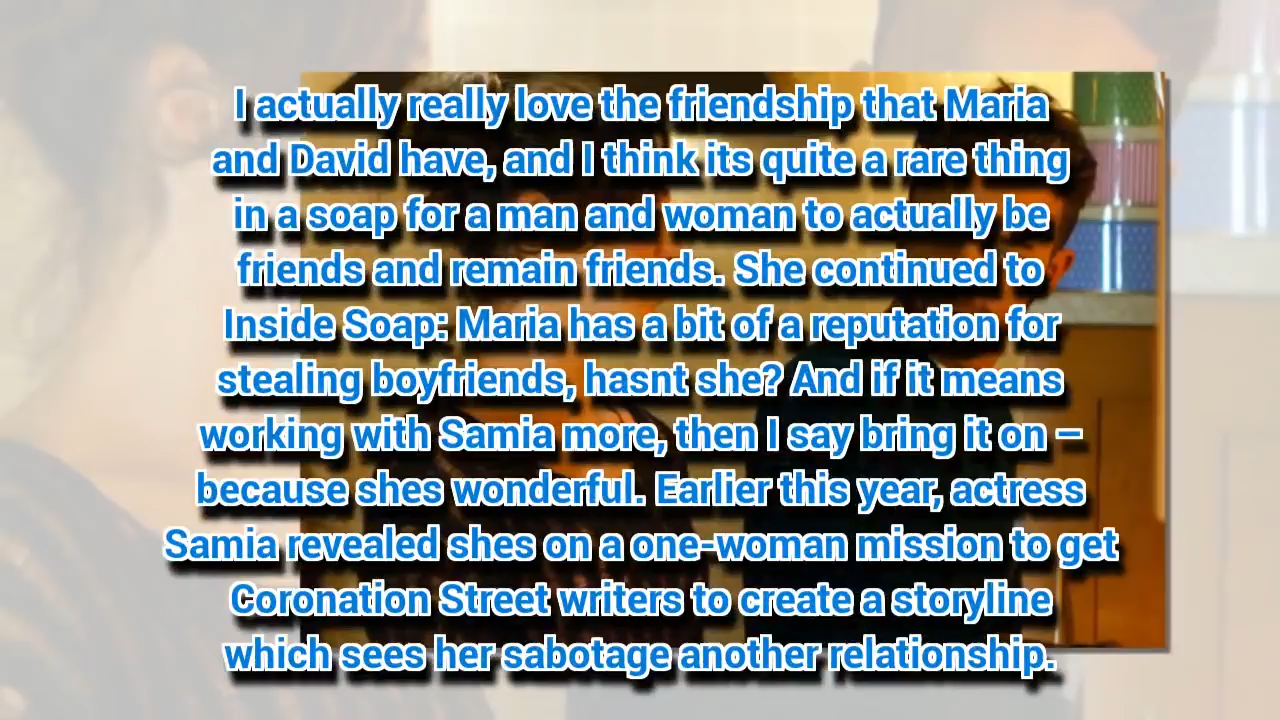 I actually really love the friendship that Maria
and David have, and I think its quite a rare thing
in a soap for a man and woman to actually be
friends and remain friends. She continued to
Inside Soap: Maria has a bit of a reputation for
stealing boyfriends, hasnt she? And if it means
working with Samia more, then I say bring it on –
because shes wonderful. Earlier this year, actress
Samia revealed shes on a one-woman mission to get
Coronation Street writers to create a storyline
which sees her sabotage another relationship.